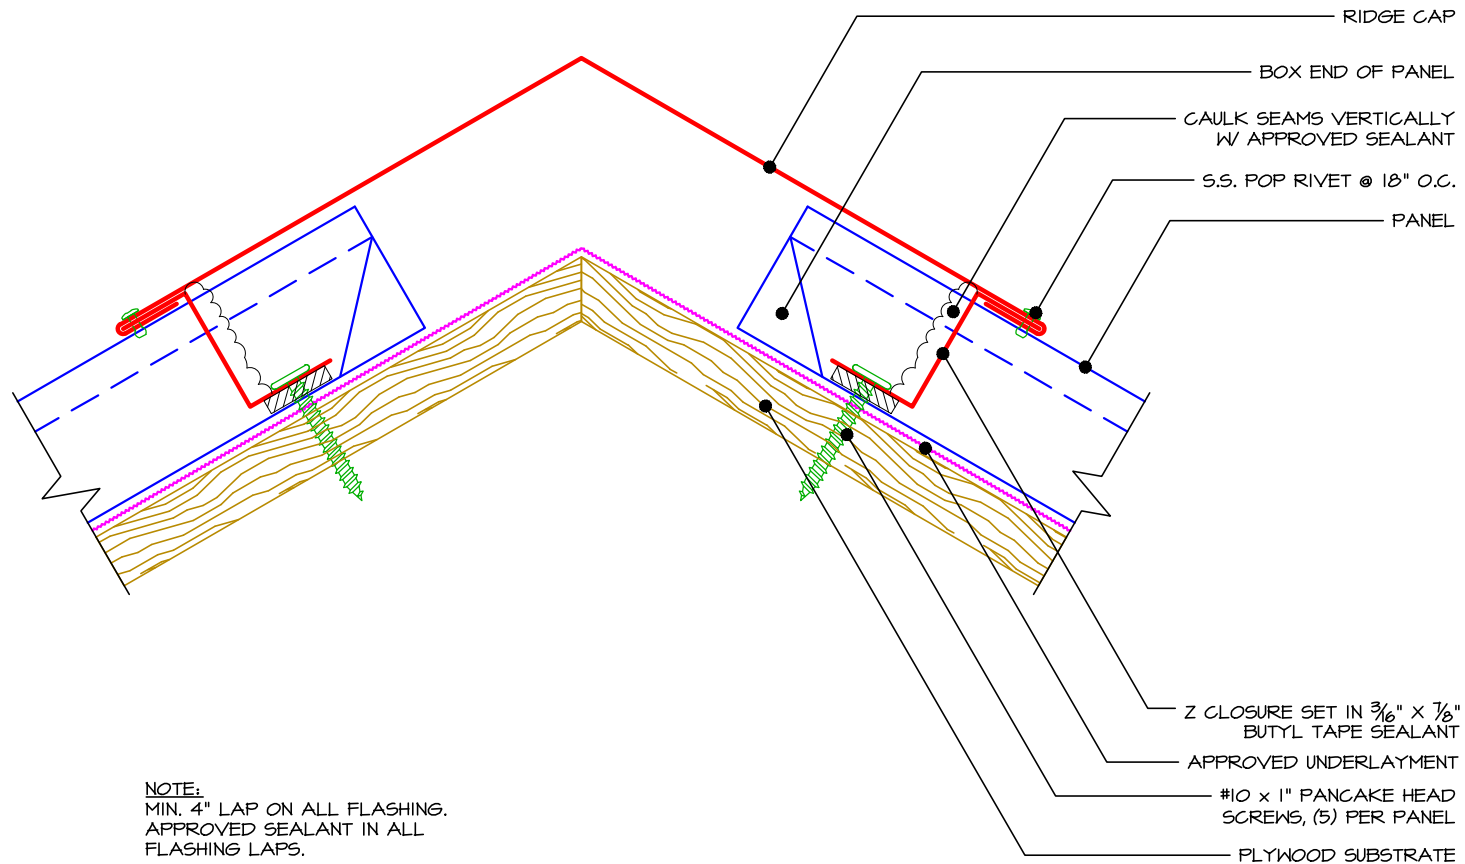 RIDGE CAP
BOX END OF PANEL
CAULK SEAMS VERTICALLY
W/ APPROVED SEALANT
S.S. POP RIVET @ 18" O.C.
PANEL
Z CLOSURE SET IN 3/16" X 7/8"
BUTYL TAPE SEALANT
APPROVED UNDERLAYMENT
#10 x 1" PANCAKE HEAD
SCREWS, (5) PER PANEL
PLYWOOD SUBSTRATE
NOTE:
MIN. 4" LAP ON ALL FLASHING.
APPROVED SEALANT IN ALL
FLASHING LAPS.